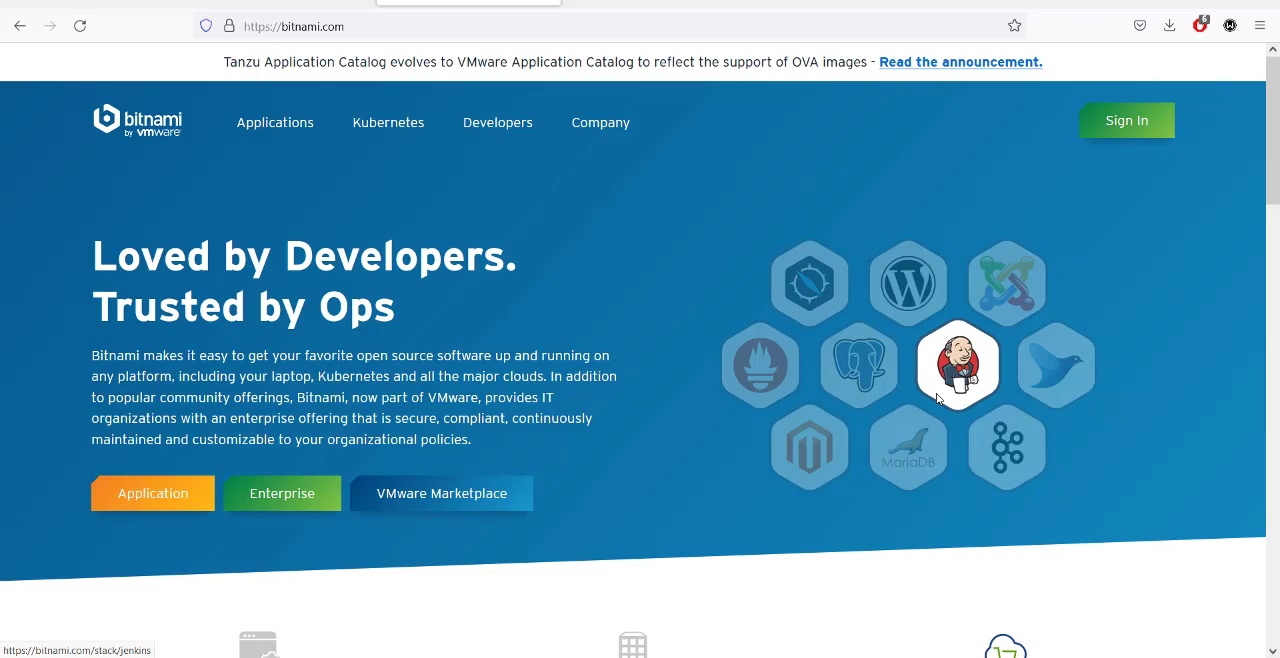 https://bitnami.com
6
Tanzu Application Catalog evolves to VMware Application Catalog to reflect the support of OVA images - Read the announcement.
bitnami
by vmware
Applications
Kubernetes
Developers
Company
Sign In
Loved by Developers.
Trusted by Ops
Bitnami makes it easy to get your favorite open source software up and running on
any platform, including your laptop, Kubernetes and all the major clouds. In addition
to popular community offerings, Bitnami, now part of VMware, provides IT
organizations with an enterprise offering that is secure, compliant, continuously
maintained and customizable to your organizational policies.
Application
Enterprise
VMware Marketplace
MariaDB
https://bitnami.com/stack/jenkins